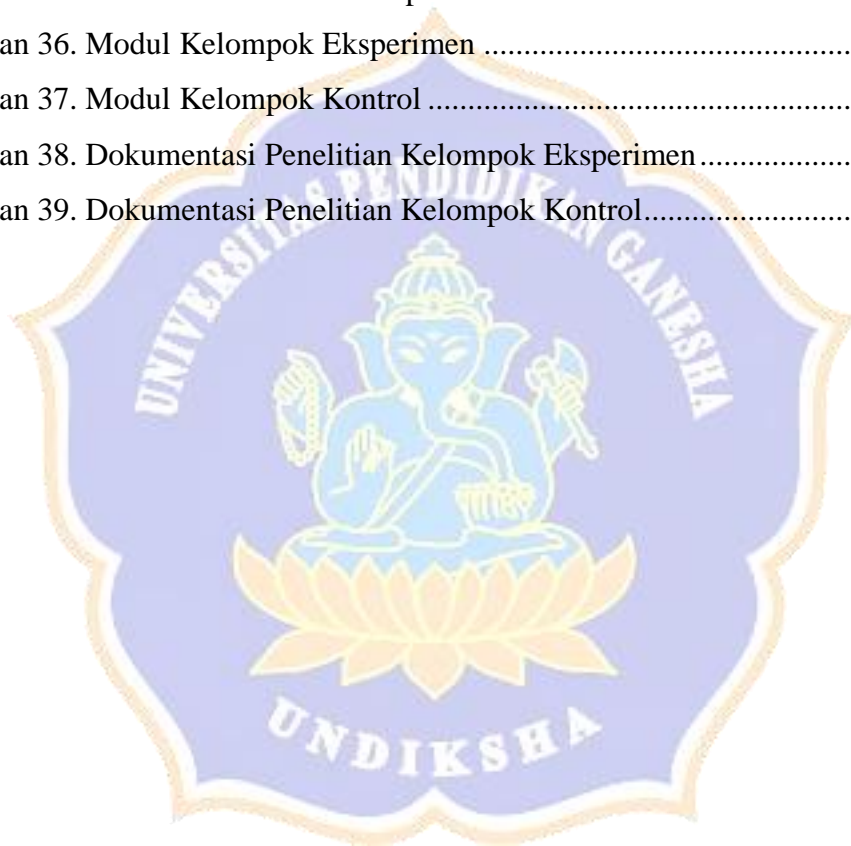 an 36. Modul Kelompok Eksperimen ..............................................
an 37. Modul Kelompok Kontrol .....................................................
an 38. Dokumentasi Penelitian Kelompok Eksperimen ...................
an 39. Dokumentasi Penelitian Kelompok Kontrol..........................
UNIVERSITAS PENDIDIKAN GANESHA
UNDIKSHA